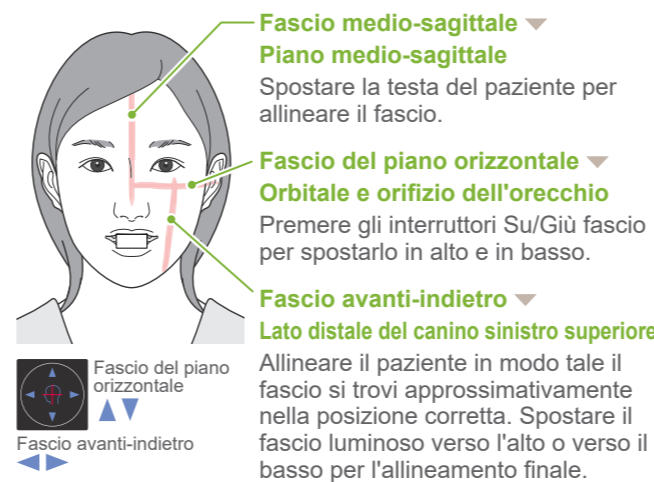 Fascio medio-sagittale
Piano medio-sagittale
Spostare la testa del paziente per
allineare il fascio.
Fascio del piano orizzontale
Orbitale e orifizio dell'orecchio
Premere gli interruttori Su/Giù fascio
per spostarlo in alto e in basso.
Fascio avanti-indietro
Lato distale del canino sinistro superiore
Allineare il paziente in modo tale il
fascio si trovi approssimativamente
nella posizione corretta. Spostare il
fascio luminoso verso l'alto o verso il
basso per l'allineamento finale.
Fascio del piano
orizzontale
Fascio avanti-indietro